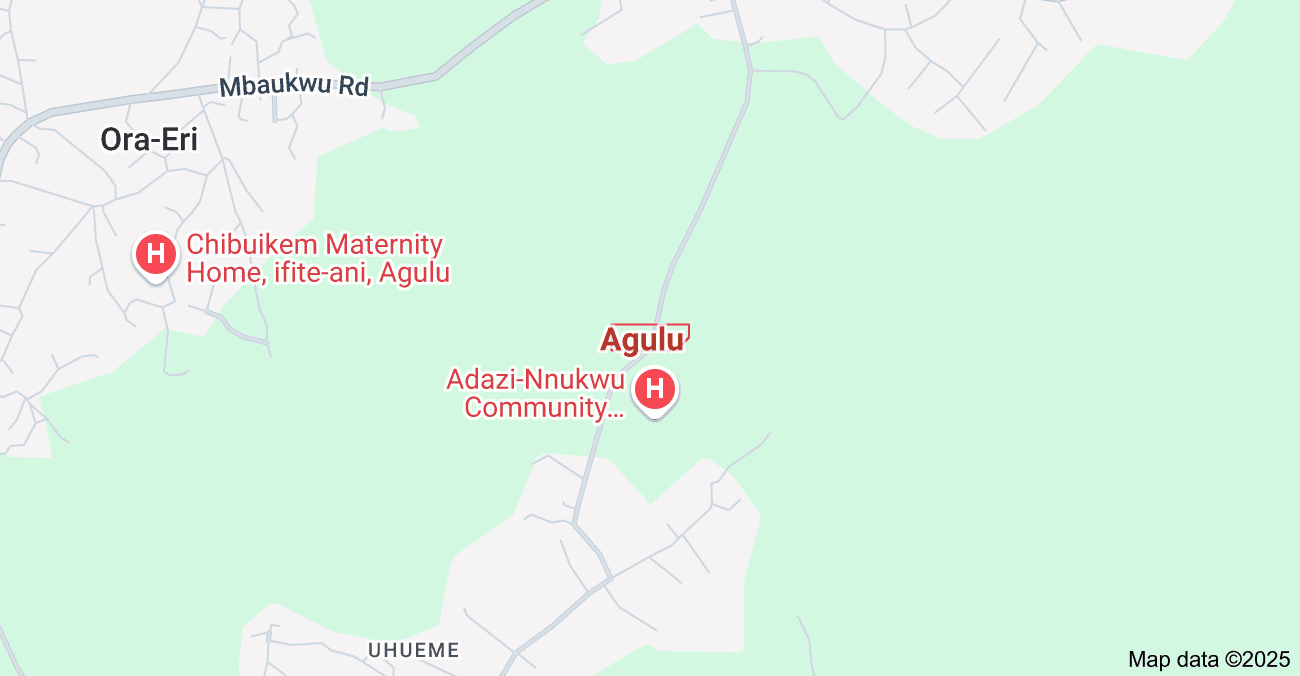 Mbaukwu Rd
Ora-Eri
H
Chibuikem Maternity
Home, ifite-ani, Agulu
Agulu
Adazi-Nnukwu
Community...
H
UHUEME
Map data ©2025